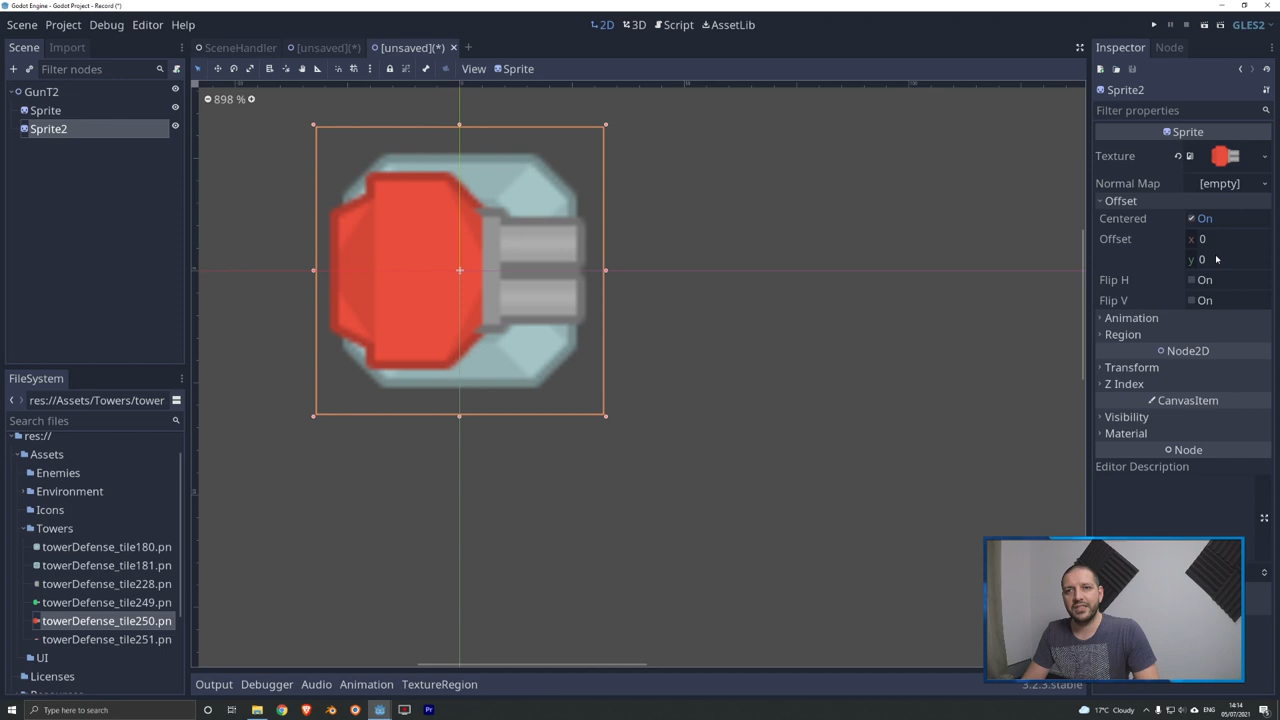 Godot Engine - Godot Project - Record (*)
Scene Project Debug Editor Help
2D 3D Script AssetLib
GLES2
Scene Import
SceneHandler [unsaved](*) [unsaved](*)
Inspector Node
Filter nodes
View Sprite
GunT2
Sprite
Sprite2
898 %
Sprite2
Filter properties
Sprite
Texture
Normal Map [empty]
Offset
Centered On
Offset x 0
y 0
Flip H On
Flip V On
Animation
Region
Node2D
Transform
Z Index
CanvasItem
Visibility
Material
Node
Editor Description
FileSystem
res://Assets/Towers/tower
Search files
res://
Assets
Enemies
Environment
Icons
Towers
towerDefense_tile180.pn
towerDefense_tile181.pn
towerDefense_tile228.pn
towerDefense_tile249.pn
towerDefense_tile250.pn
towerDefense_tile251.pn
UI
Licenses
Output Debugger Audio Animation TextureRegion
3.2.3.stable
Type here to search
17°C Cloudy
ENG
14:14
05/07/2021